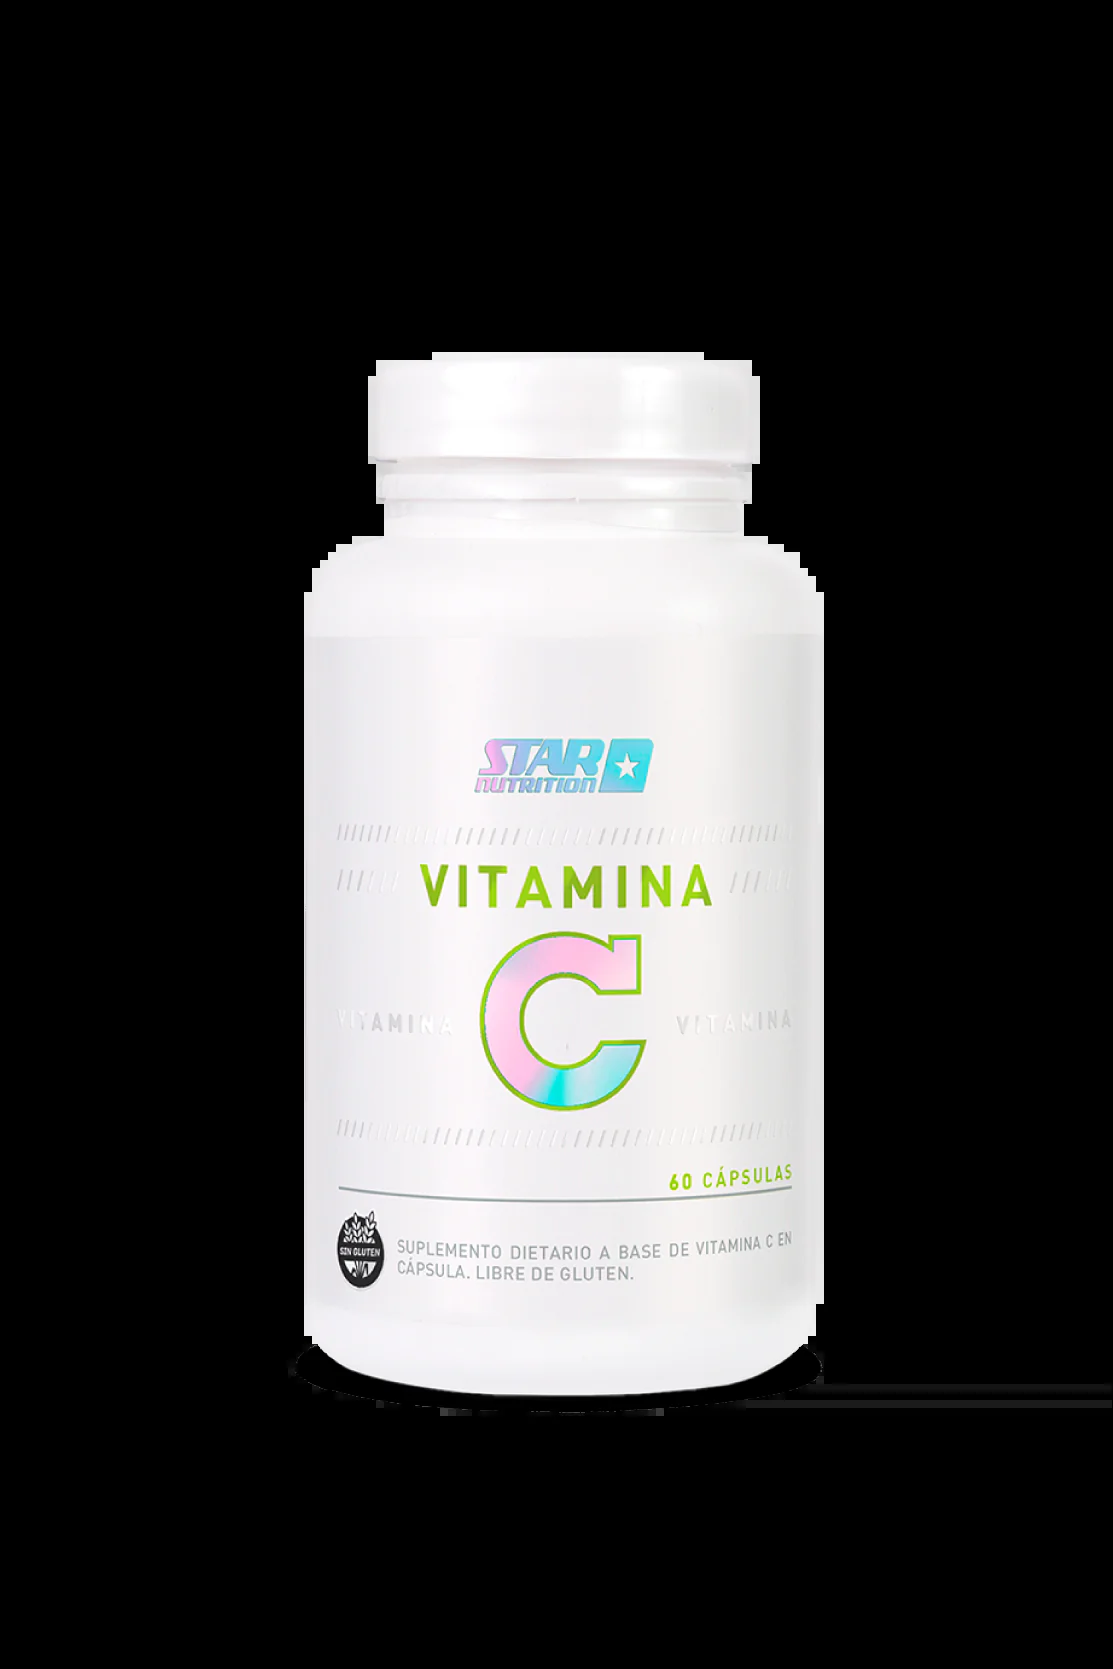 STAR
NUTRITION
VITAMINA
C
VITAMINA VITAMINA
60 CÁPSULAS
SIN GLUTEN
SUPLEMENTO DIETARIO A BASE DE VITAMINA C EN
CÁPSULA. LIBRE DE GLUTEN.